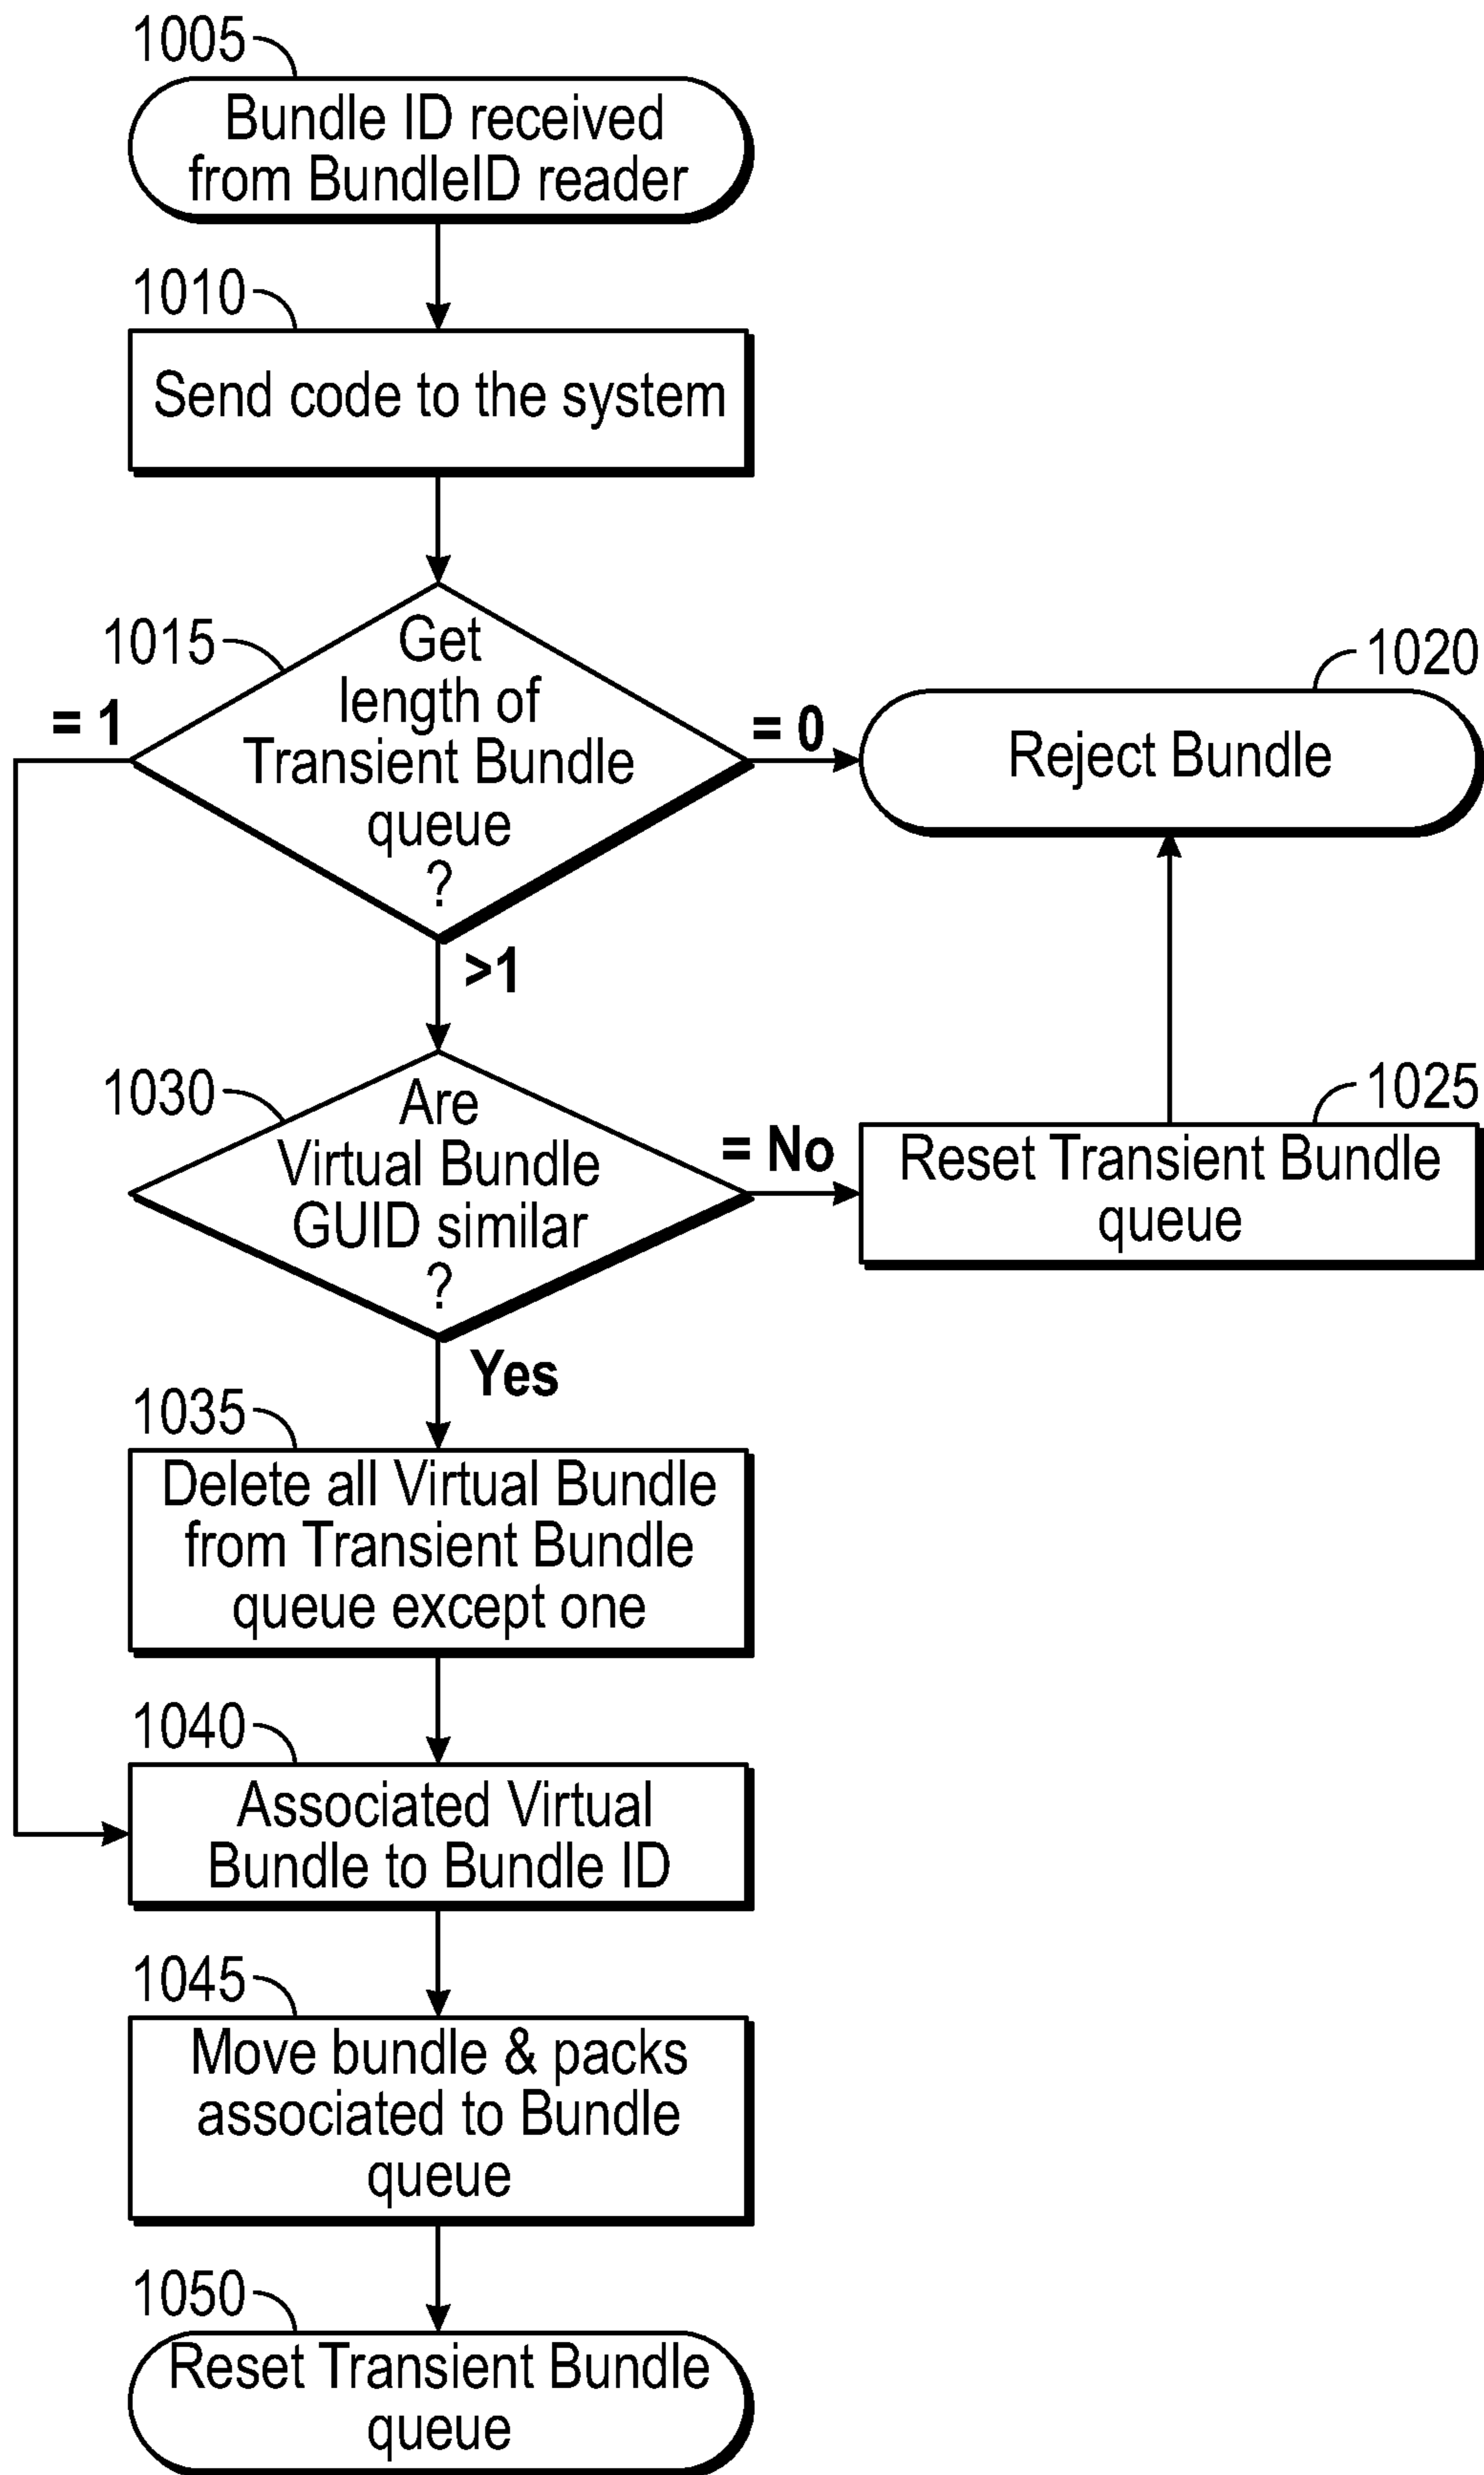 1005
Bundle ID received
from BundleID reader
1010
Send code to the system
1015
Get
length of
Transient Bundle
queue
?
= 1
= 0
1020
Reject Bundle
>1
1030
Are
Virtual Bundle
GUID similar
?
= No
1025
Reset Transient Bundle
queue
Yes
1035
Delete all Virtual Bundle
from Transient Bundle
queue except one
1040
Associated Virtual
Bundle to Bundle ID
1045
Move bundle & packs
associated to Bundle
queue
1050
Reset Transient Bundle
queue